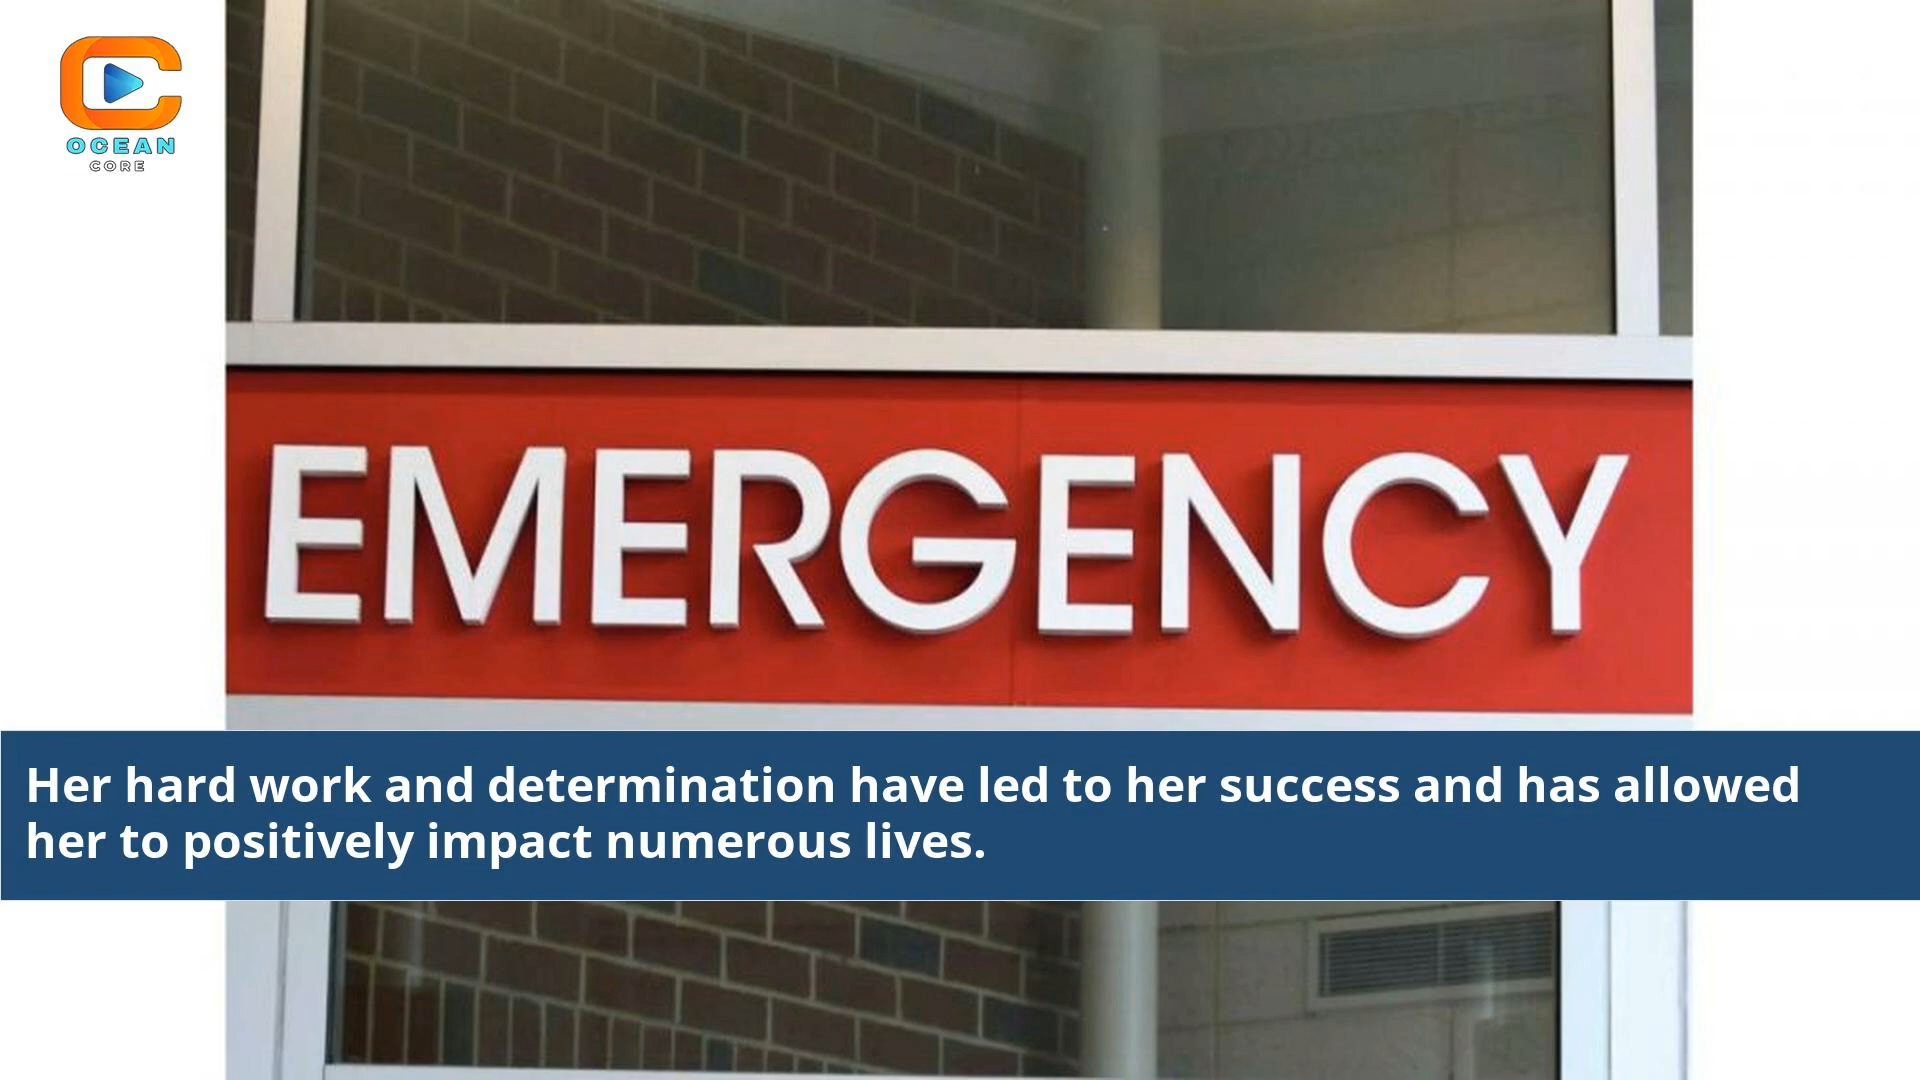 OCEAN
CORE
EMERGENCY
Her hard work and determination have led to her success and has allowed
her to positively impact numerous lives.